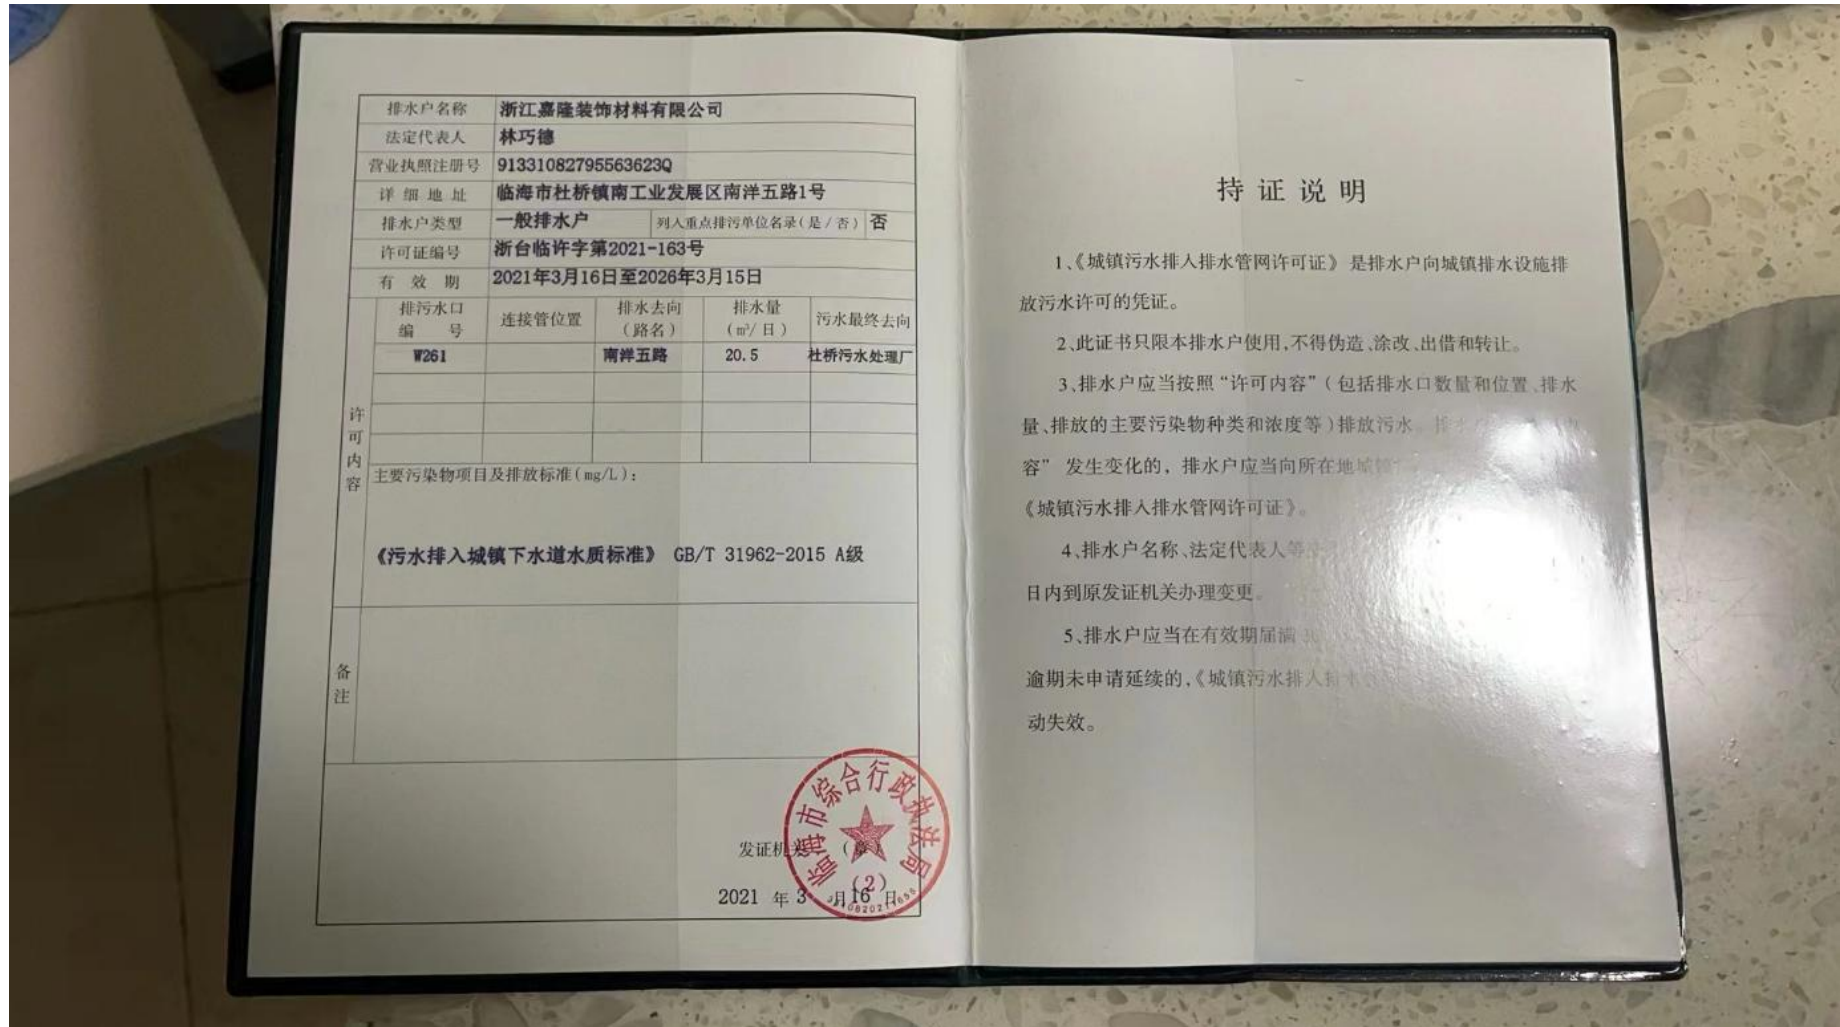 排水户名称 浙江嘉隆装饰材料有限公司
法定代表人 林巧德
营业执照注册号 91331082795563623Q
详细地址 临海市杜桥镇南工业发展区南洋五路1号
排水户类型 一般排水户 列入重点排污单位名录(是/否) 否
许可证编号 浙台临许字第2021-163号
有效期 2021年3月16日至2026年3月15日
许可内容
排污水口编号 连接管位置 排水去向(路名) 排水量(m³/日) 污水最终去向
W261 南洋五路 20.5 杜桥污水处理厂
主要污染物项目及排放标准(mg/L):
《污水排入城镇下水道水质标准》 GB/T 31962-2015 A级
备注
临海市综合行政执法局
(2)
发证机关 (章)
2021 年 3 月 16 日
持证说明
1、《城镇污水排入排水管网许可证》是排水户向城镇排水设施排
放污水许可的凭证。
2、此证书只限本排水户使用,不得伪造、涂改、出借和转让。
3、排水户应当按照“许可内容”(包括排水口数量和位置、排水
量、排放的主要污染物种类和浓度等)排放污水。
容” 发生变化的,排水户应当向所在地城镇
《城镇污水排入排水管网许可证》。
4、排水户名称、法定代表人等
日内到原发证机关办理变更。
5、排水户应当在有效期届满
逾期未申请延续的,《城镇污水排入排水
动失效。